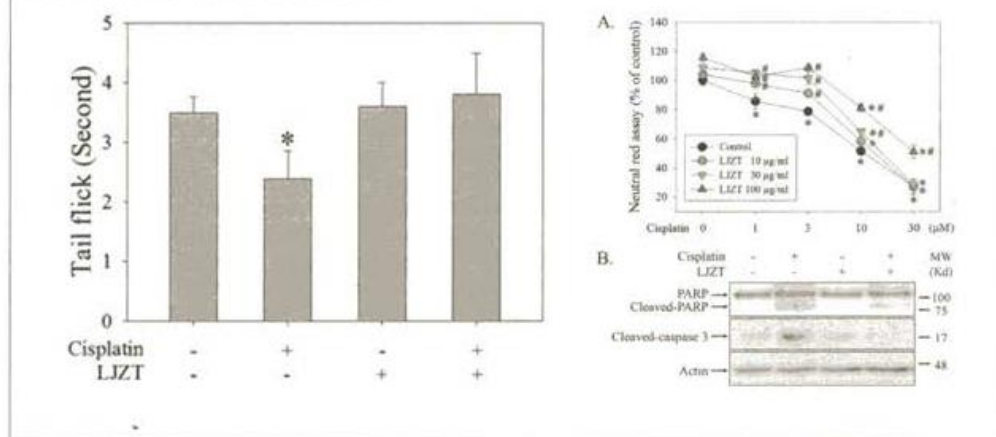 5
4
3
2
1
0
Tail flick (Second)
*
Cisplatin - + - +
LJZT - - + +
A.
140
120
100
80
60
40
20
Neutral red assay (% of control)
Control
LJZT 10 µg/ml
LJZT 30 µg/ml
LJZT 100 µg/ml
Cisplatin 0 1 3 10 30 (µM)
B.
Cisplatin - + - + MW
LJZT - - + + (Kd)
PARP
Cleaved-PARP
100
75
Cleaved-caspase 3
17
48
Actin